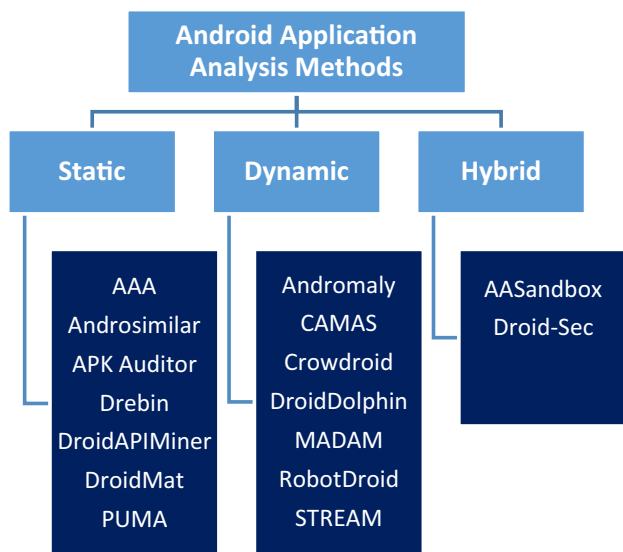 Android Application
Analysis Methods
Static
Dynamic
Hybrid
AAA
Androsimilar
APK Auditor
Drebin
DroidAPIMiner
DroidMat
PUMA
Andromaly
CAMAS
Crowdroid
DroidDolphin
MADAM
RobotDroid
STREAM
AASandbox
Droid-Sec